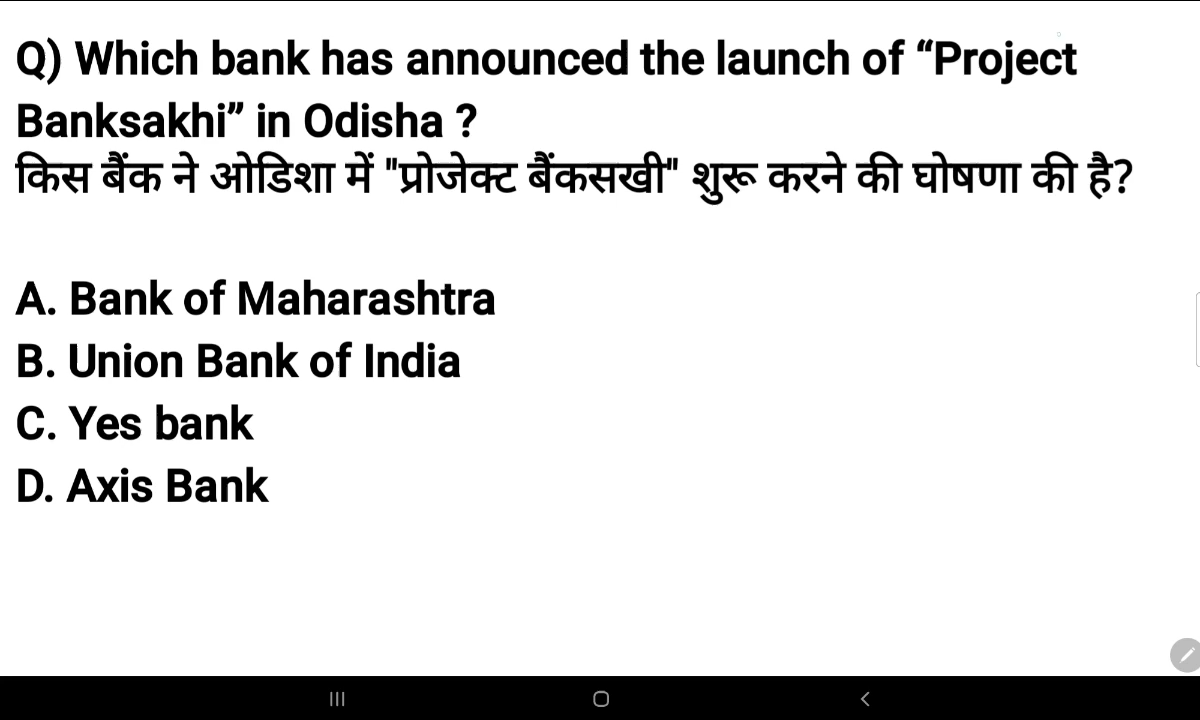 Q) Which bank has announced the launch of “Project
Banksakhi” in Odisha ?
किस बैंक ने ओडिशा में "प्रोजेक्ट बैंकसखी" शुरू करने की घोषणा की है?
A. Bank of Maharashtra
B. Union Bank of India
C. Yes bank
D. Axis Bank